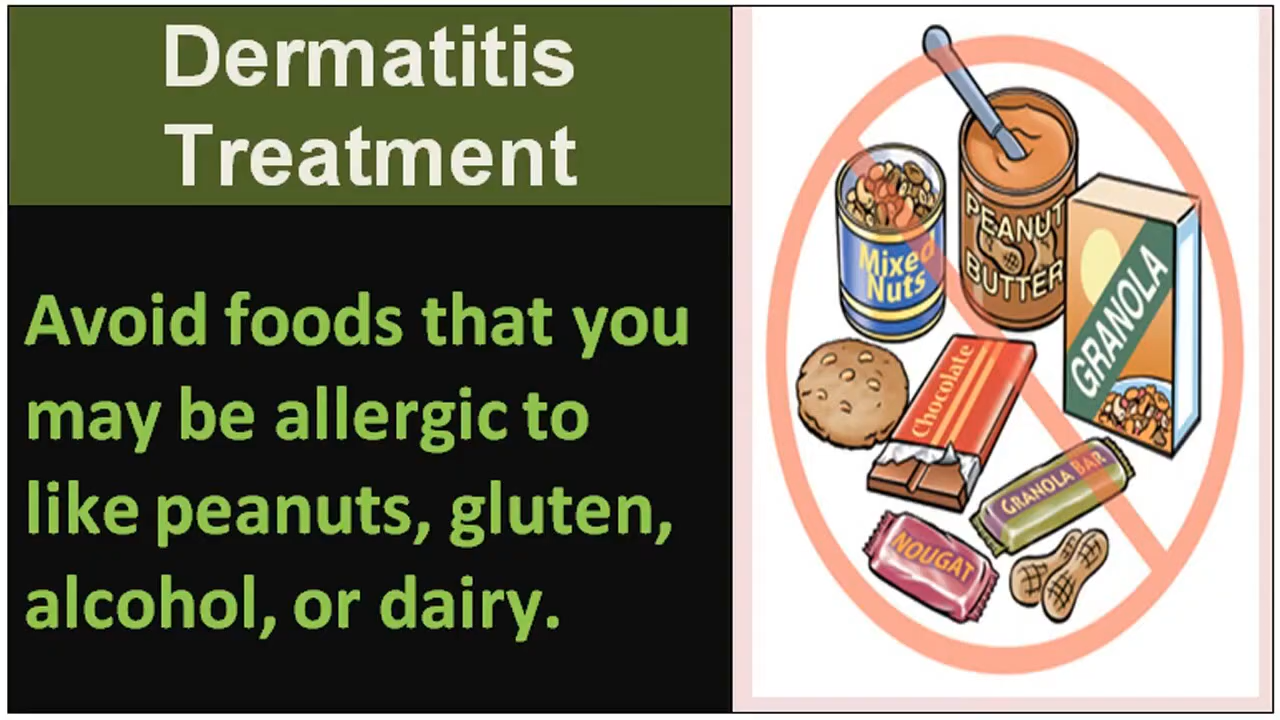 Dermatitis
Treatment
Avoid foods that you
may be allergic to
like peanuts, gluten,
alcohol, or dairy.
PEANUT
BUTTER
Mixed
Nuts
GRANOLA
Chocolate
GRANOLA BAR
NOUGAT